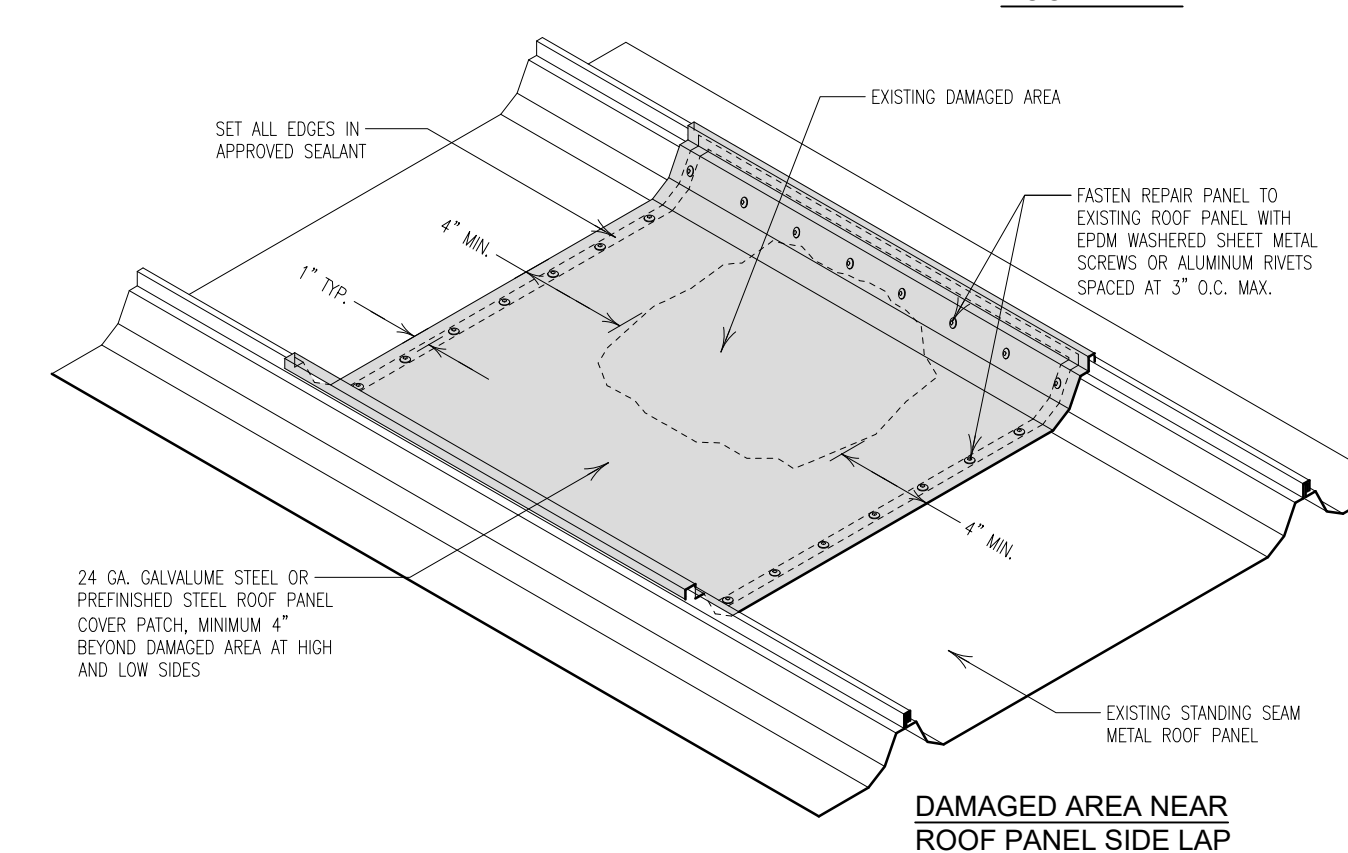 EXISTING DAMAGED AREA
SET ALL EDGES IN
APPROVED SEALANT
FASTEN REPAIR PANEL TO
EXISTING ROOF PANEL WITH
EPDM WASHERED SHEET METAL
SCREWS OR ALUMINUM RIVETS
SPACED AT 3" O.C. MAX.
4" MIN.
1" TYP.
4" MIN.
24 GA. GALVALUME STEEL OR
PREFINISHED STEEL ROOF PANEL
COVER PATCH, MINIMUM 4"
BEYOND DAMAGED AREA AT HIGH
AND LOW SIDES
EXISTING STANDING SEAM
METAL ROOF PANEL
DAMAGED AREA NEAR
ROOF PANEL SIDE LAP